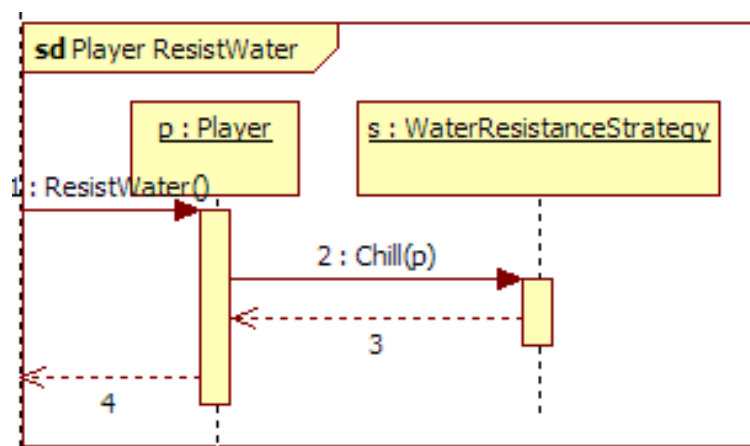 sd Player ResistWater
p : Player
s : WaterResistanceStrategy
1 : ResistWater()
2 : Chill(p)
3
4